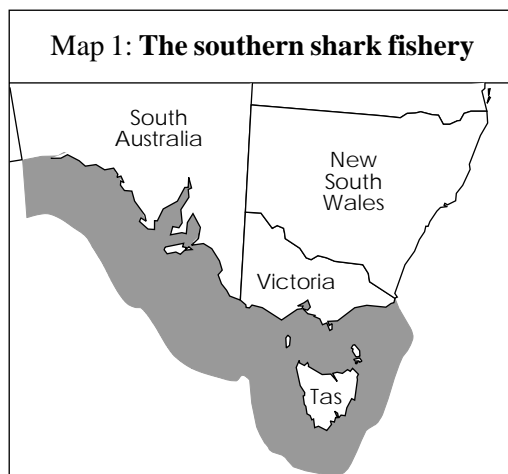 Map 1: The southern shark fishery
South
Australia
New
South
Wales
Victoria
Tas